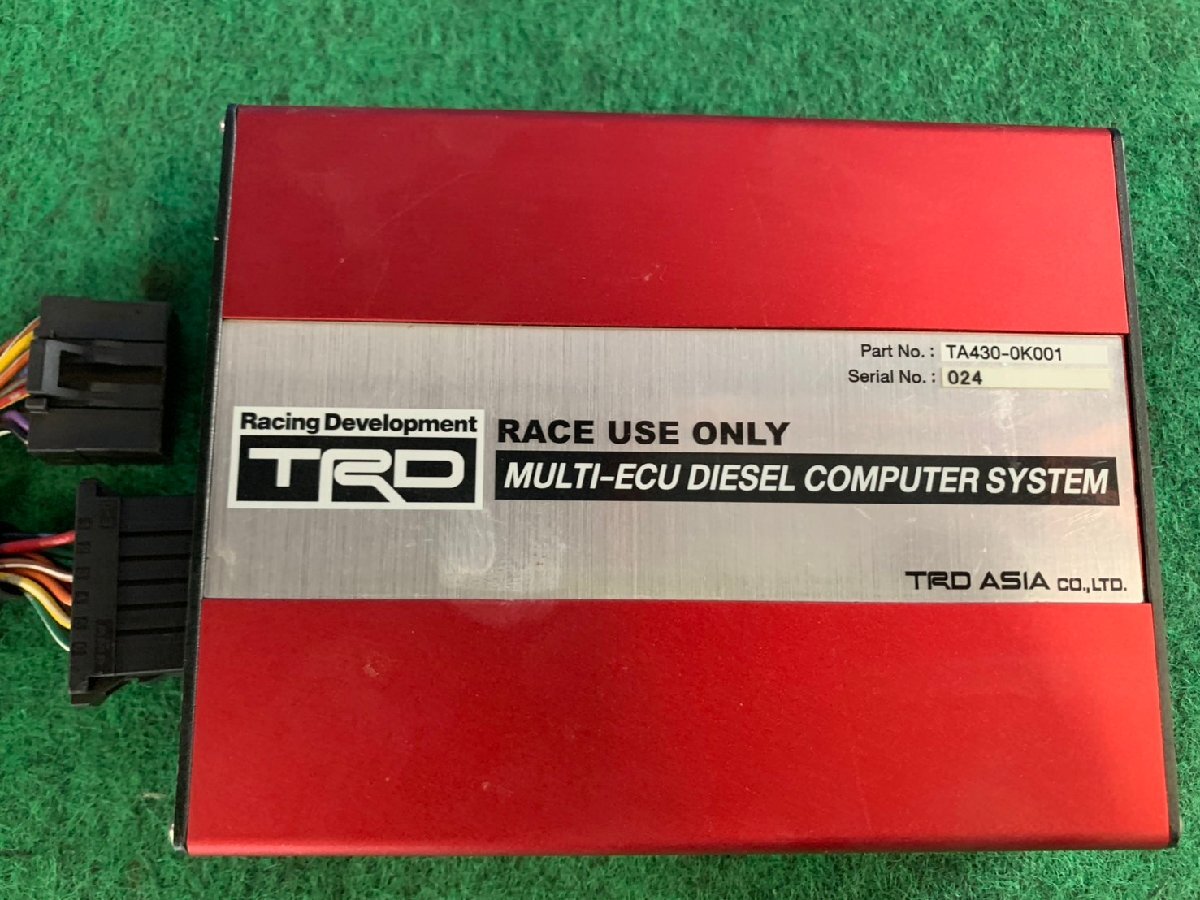 Part No. : TA430-0K001
Serial No. : 024
Racing Development
TRD
RACE USE ONLY
MULTI-ECU DIESEL COMPUTER SYSTEM
TRD ASIA CO.,LTD.